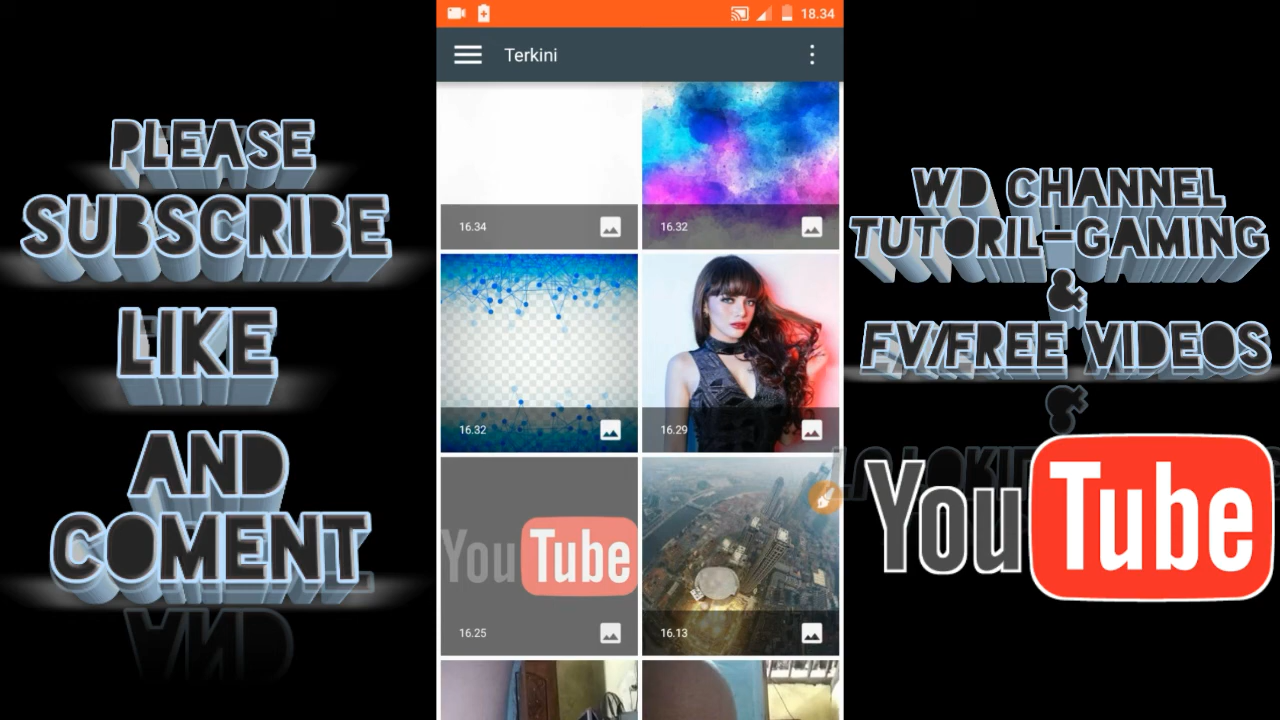 PLEASE
SUBSCRIBE
LIKE
AND
COMENT
18.34
Terkini
16.34
16.32
16.32
16.29
YouTube
16.25
16.13
WD CHANNEL
TUTORIL-GAMING
&
FV/FREE VIDEOS
&
YouTube